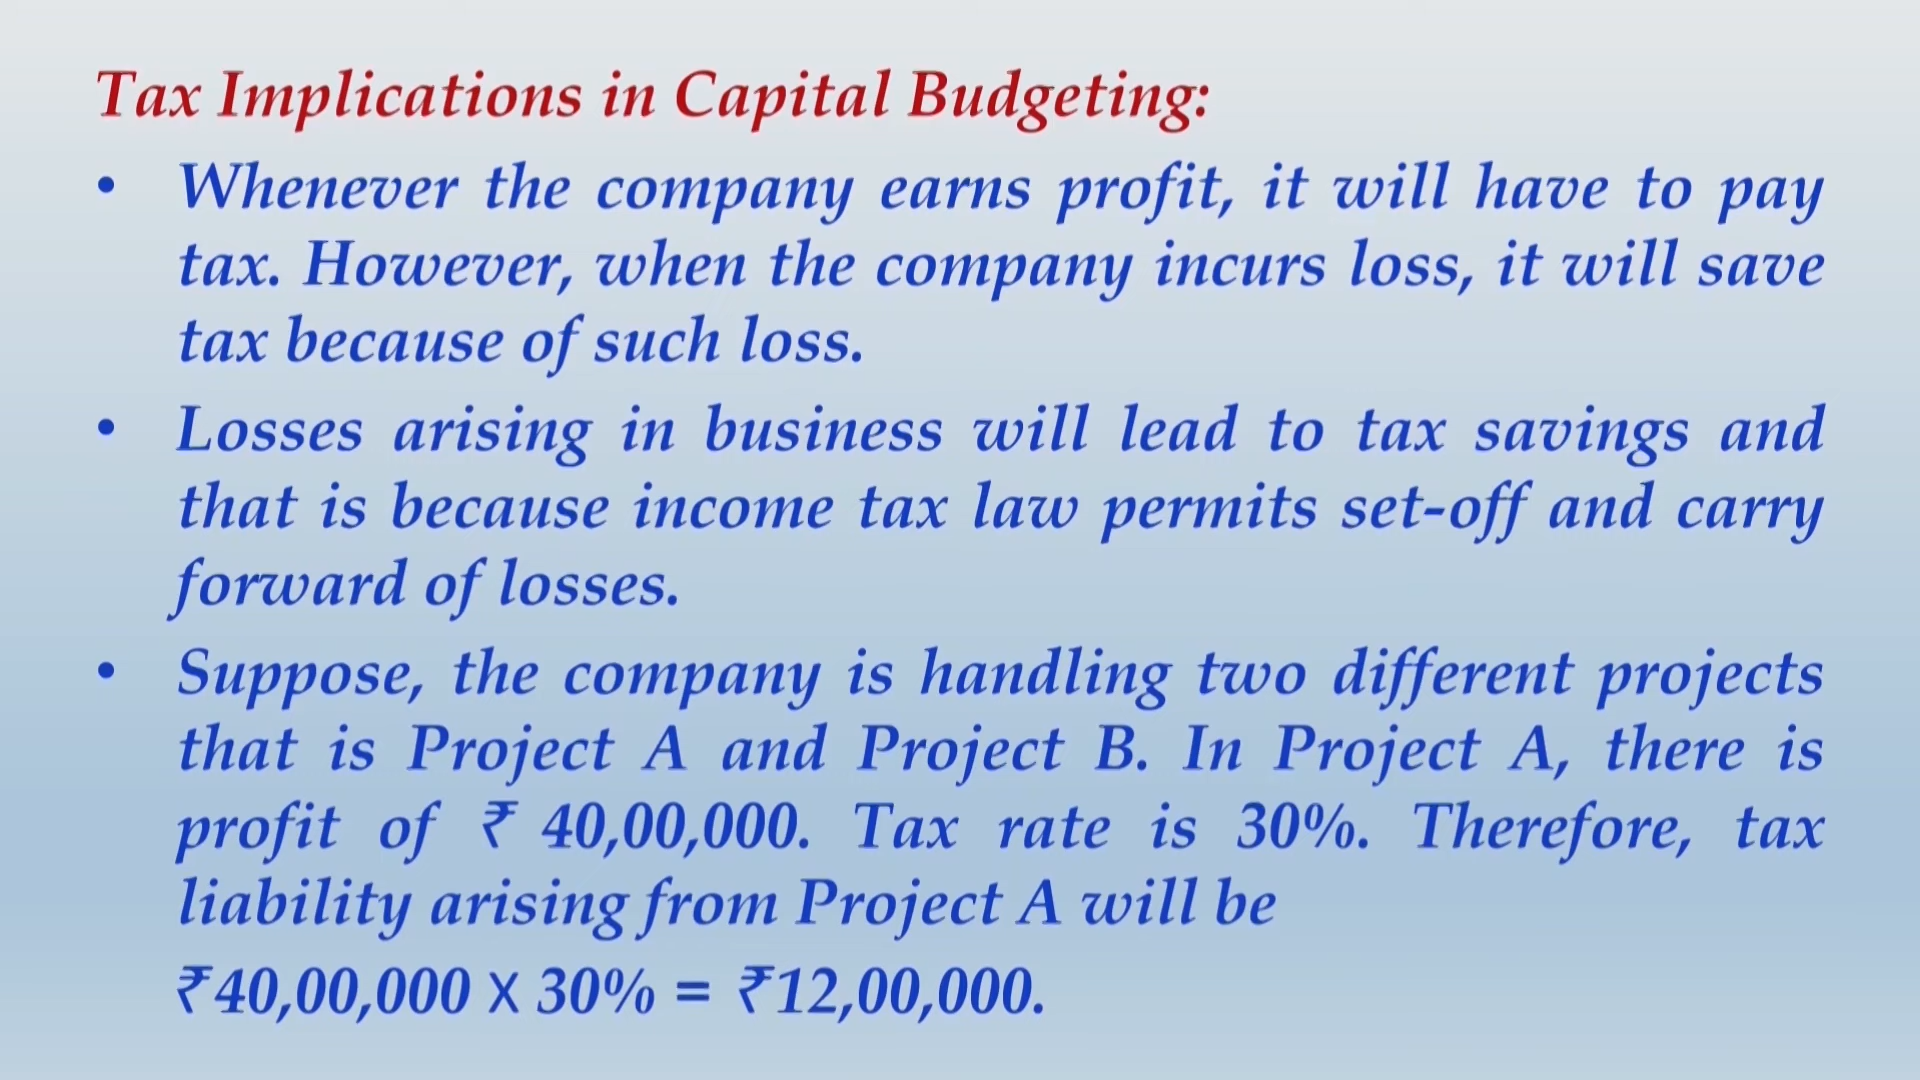 Tax Implications in Capital Budgeting:
• Whenever the company earns profit, it will have to pay
tax. However, when the company incurs loss, it will save
tax because of such loss.
• Losses arising in business will lead to tax savings and
that is because income tax law permits set-off and carry
forward of losses.
• Suppose, the company is handling two different projects
that is Project A and Project B. In Project A, there is
profit of ₹ 40,00,000. Tax rate is 30%. Therefore, tax
liability arising from Project A will be
₹40,00,000 X 30% = ₹12,00,000.